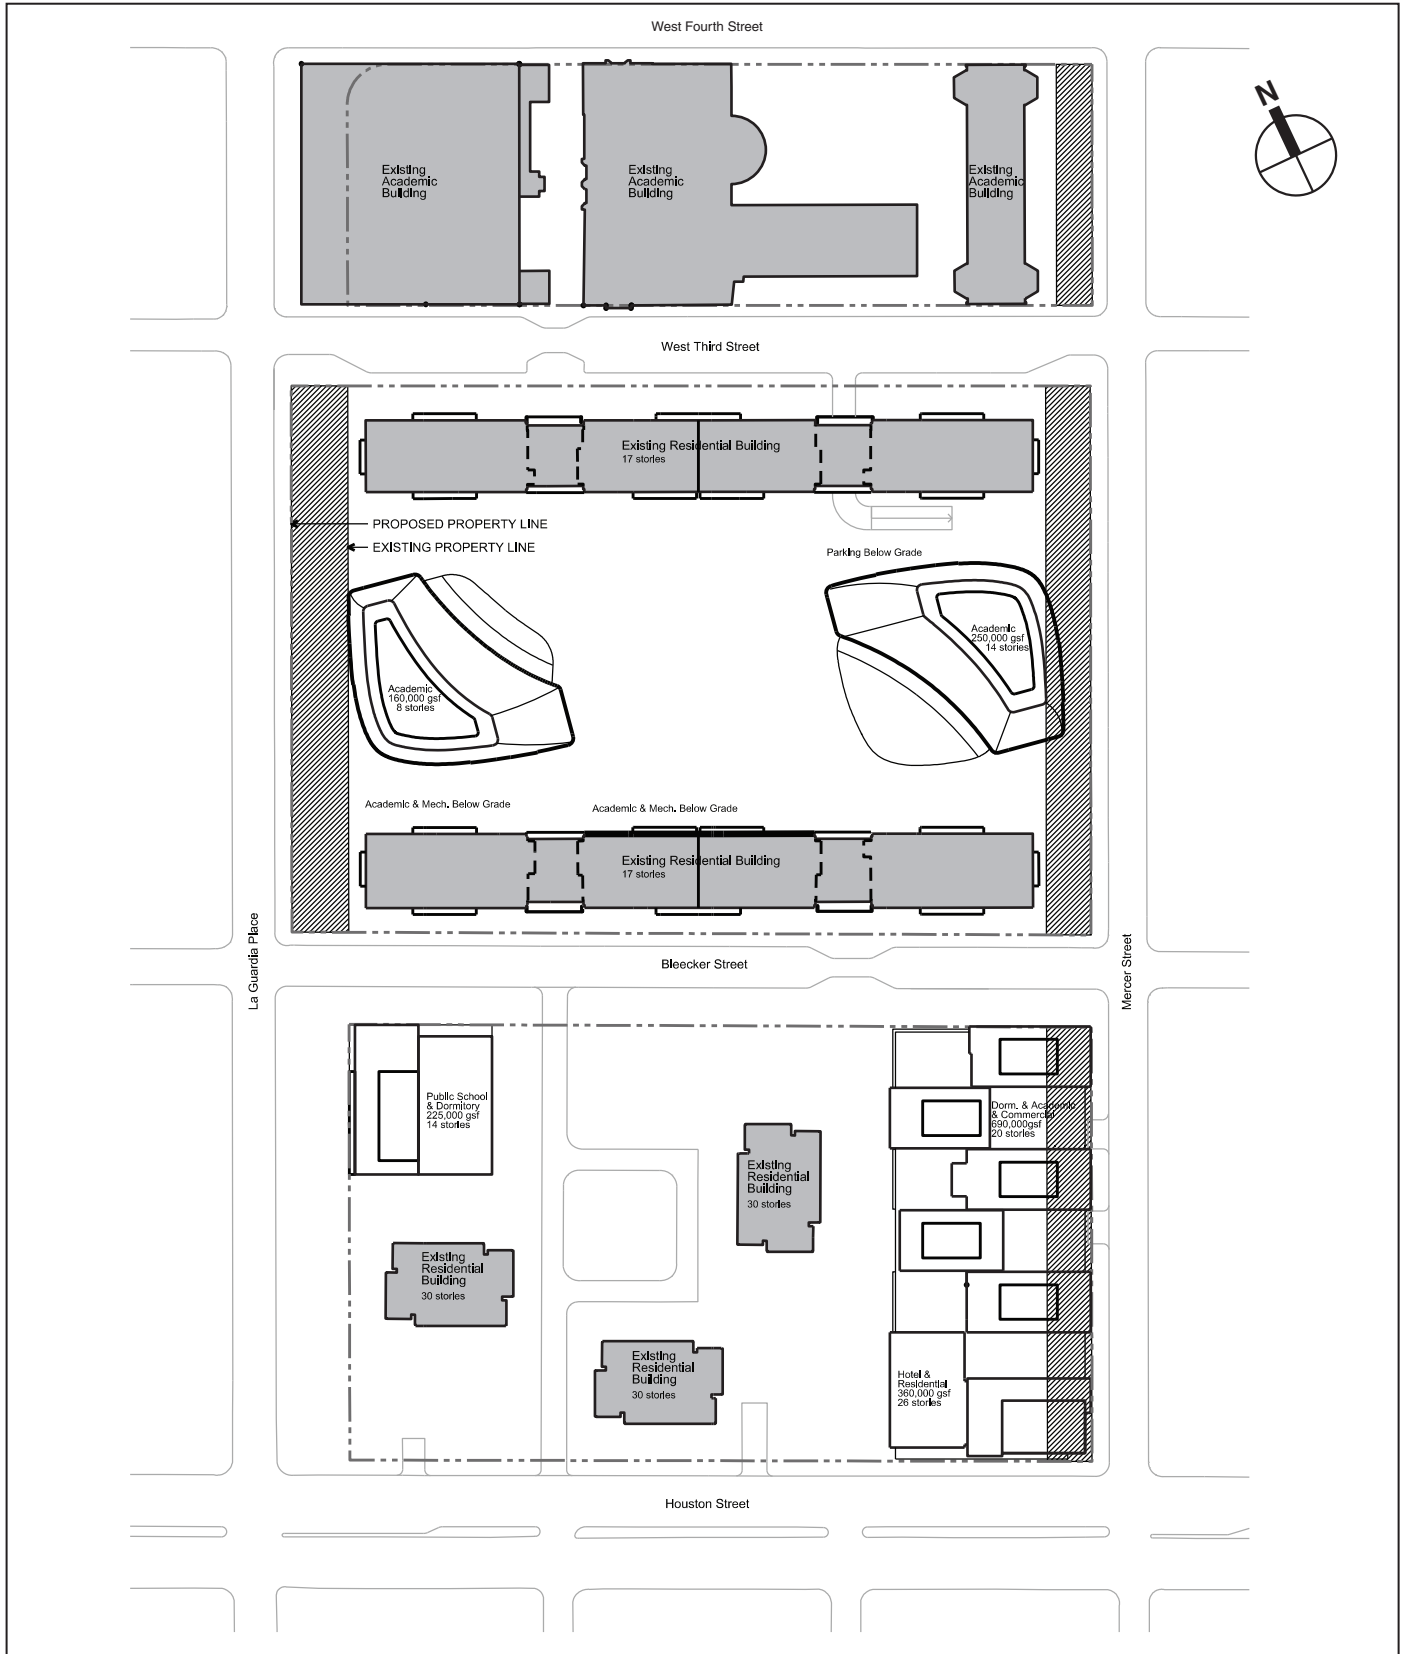 West Fourth Street
N
Existing
Academic
Building
Existing
Academic
Building
Existing
Academic
Building
West Third Street
Existing Residential Building
17 stories
PROPOSED PROPERTY LINE
EXISTING PROPERTY LINE
Parking Below Grade
Academic
250,000 gsf
14 stories
Academic
160,000 gsf
8 stories
Academic & Mech. Below Grade
Academic & Mech. Below Grade
Existing Residential Building
17 stories
La Guardia Place
Bleecker Street
Mercer Street
Public School
& Dormitory
225,000 gsf
14 stories
Dorm. & Academic
& Commercial
690,000gsf
20 stories
Existing
Residential
Building
30 stories
Existing
Residential
Building
30 stories
Existing
Residential
Building
30 stories
Hotel &
Residential
360,000 gsf
26 stories
Houston Street